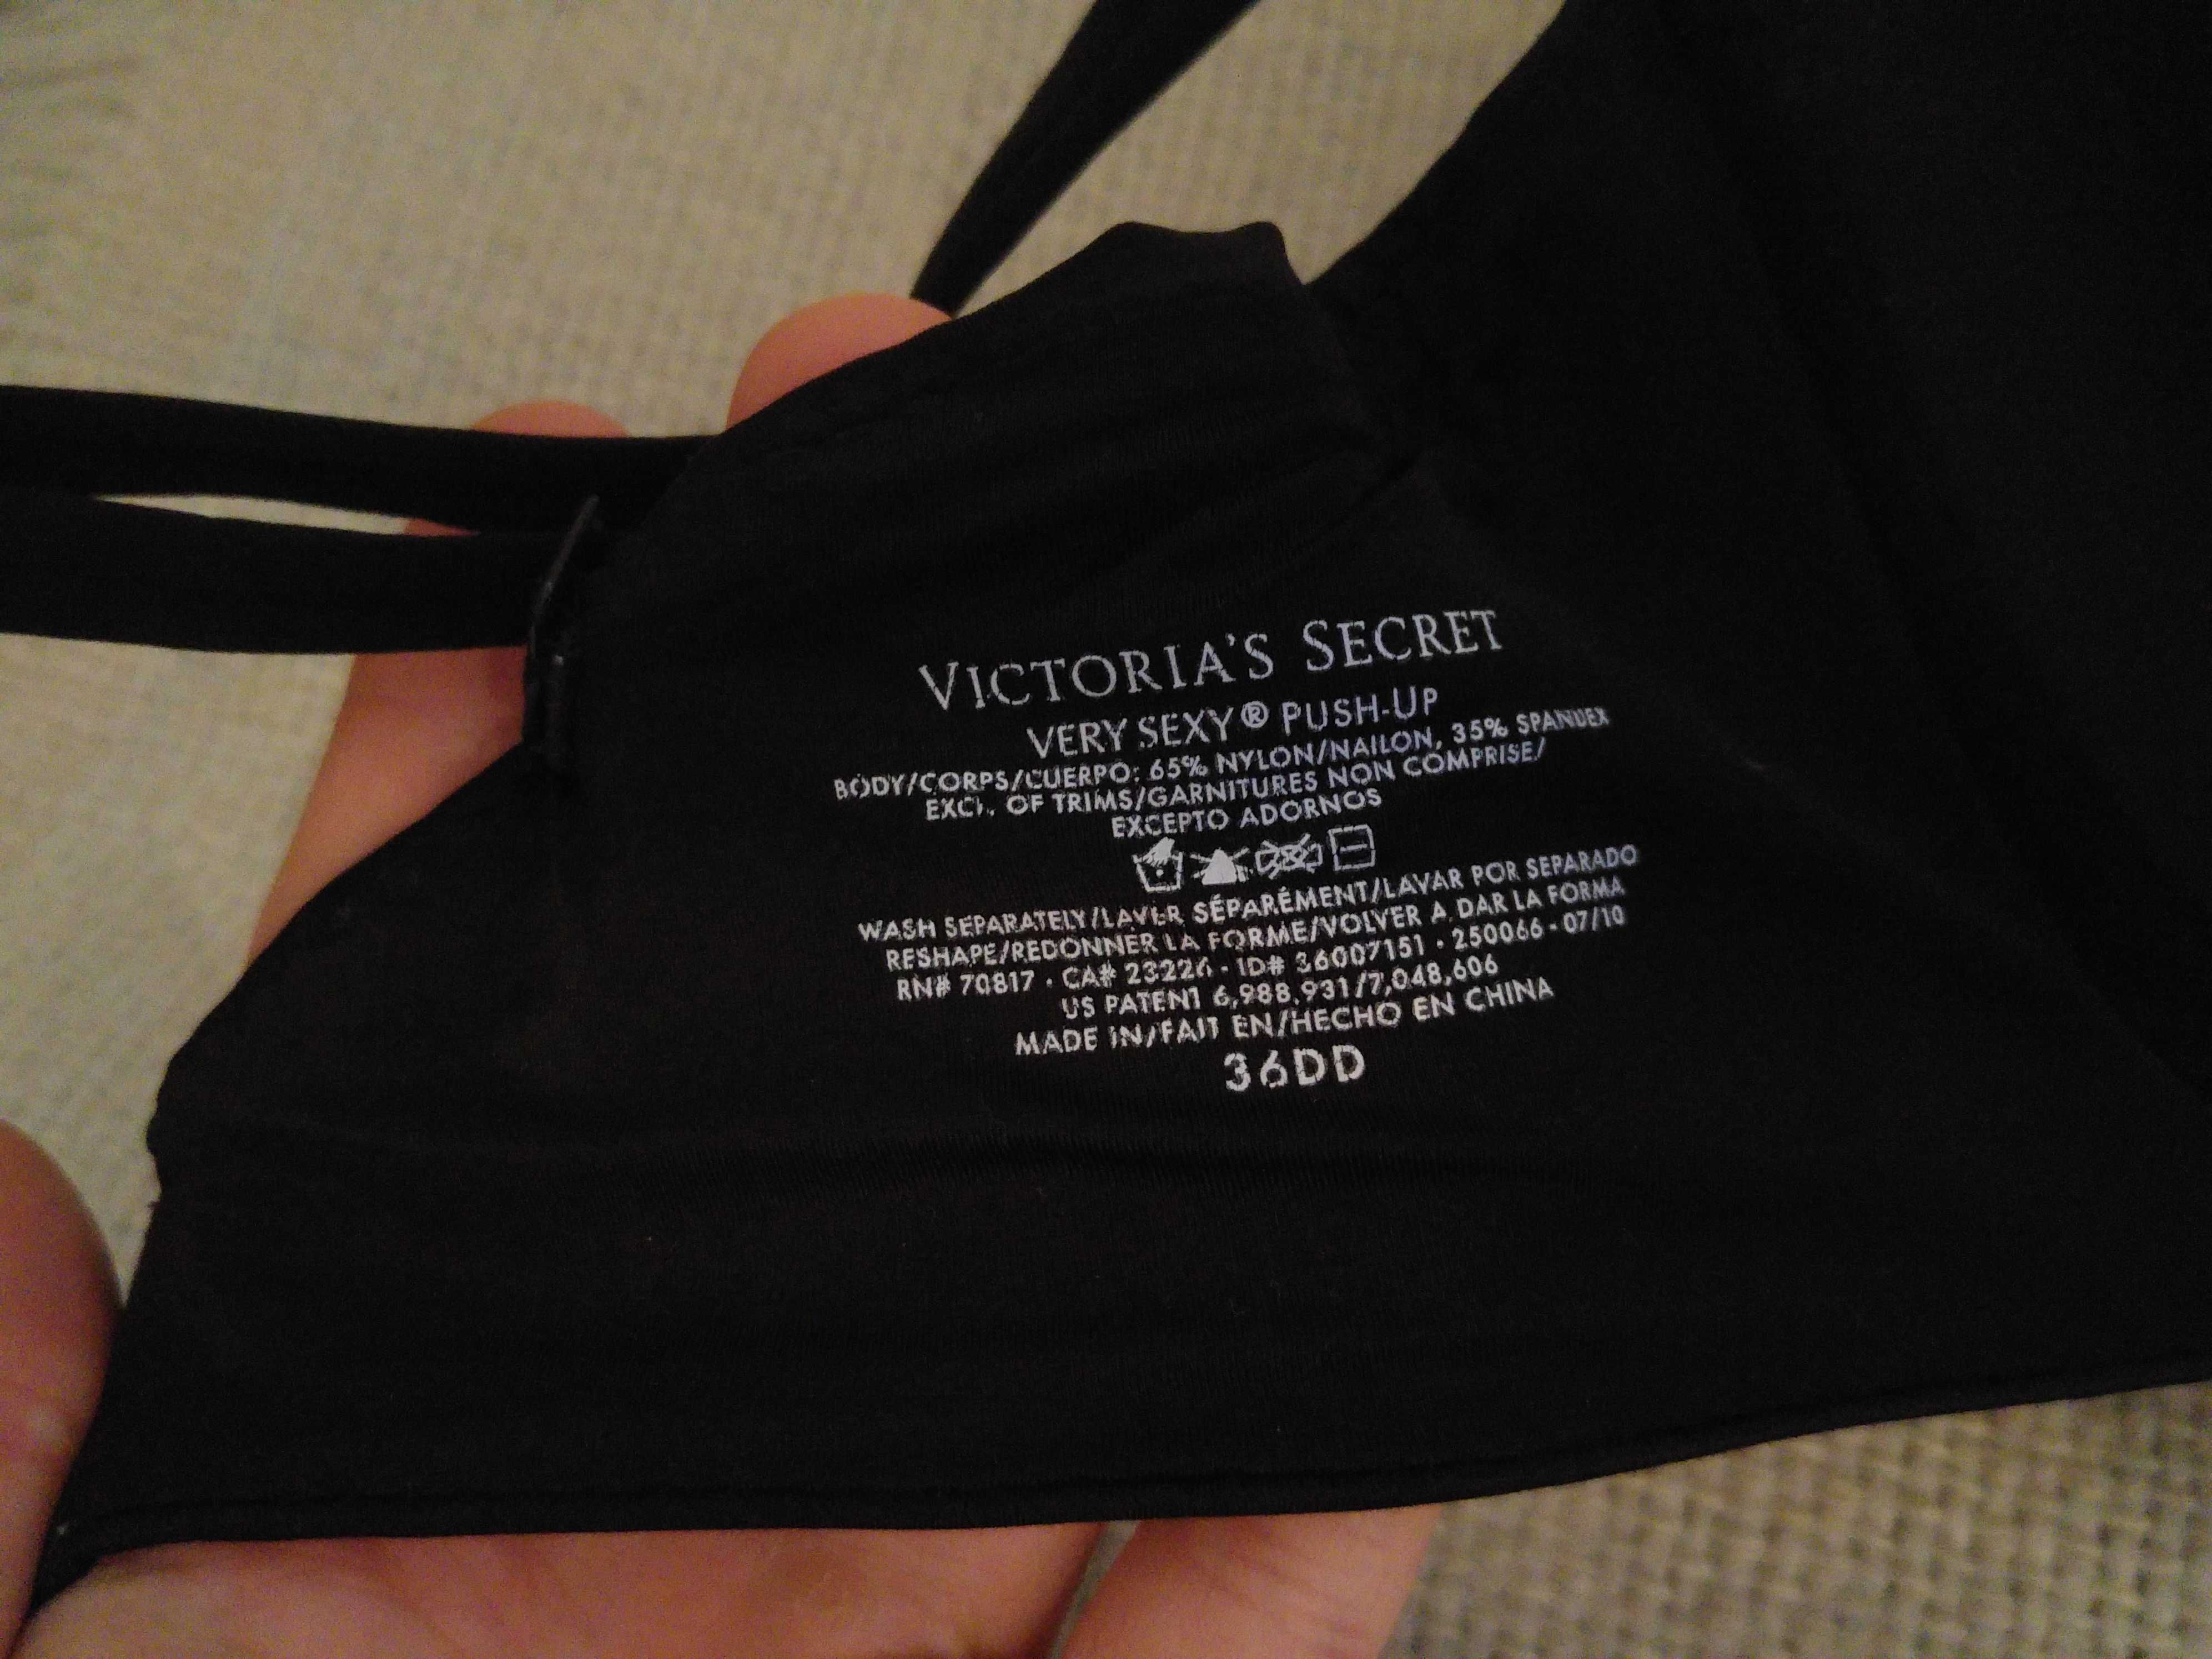 VICTORIA'S SECRET
VERY SEXY® PUSH-UP
BODY/CORPS/CUERPO: 65% NYLON/NAILON, 35% SPANDEX
EXCL. OF TRIMS/GARNITURES NON COMPRISE/
EXCEPTO ADORNOS
WASH SEPARATELY/LAVER SÉPARÉMENT/LAVAR POR SEPARADO
RESHAPE/REDONNER LA FORME/VOLVER A DAR LA FORMA
RN# 70817 · CA# 23226 · ID# 36007151 · 250066 - 07/10
US PATENT 6,988,931/7,048,606
MADE IN/FAIT EN/HECHO EN CHINA
36DD